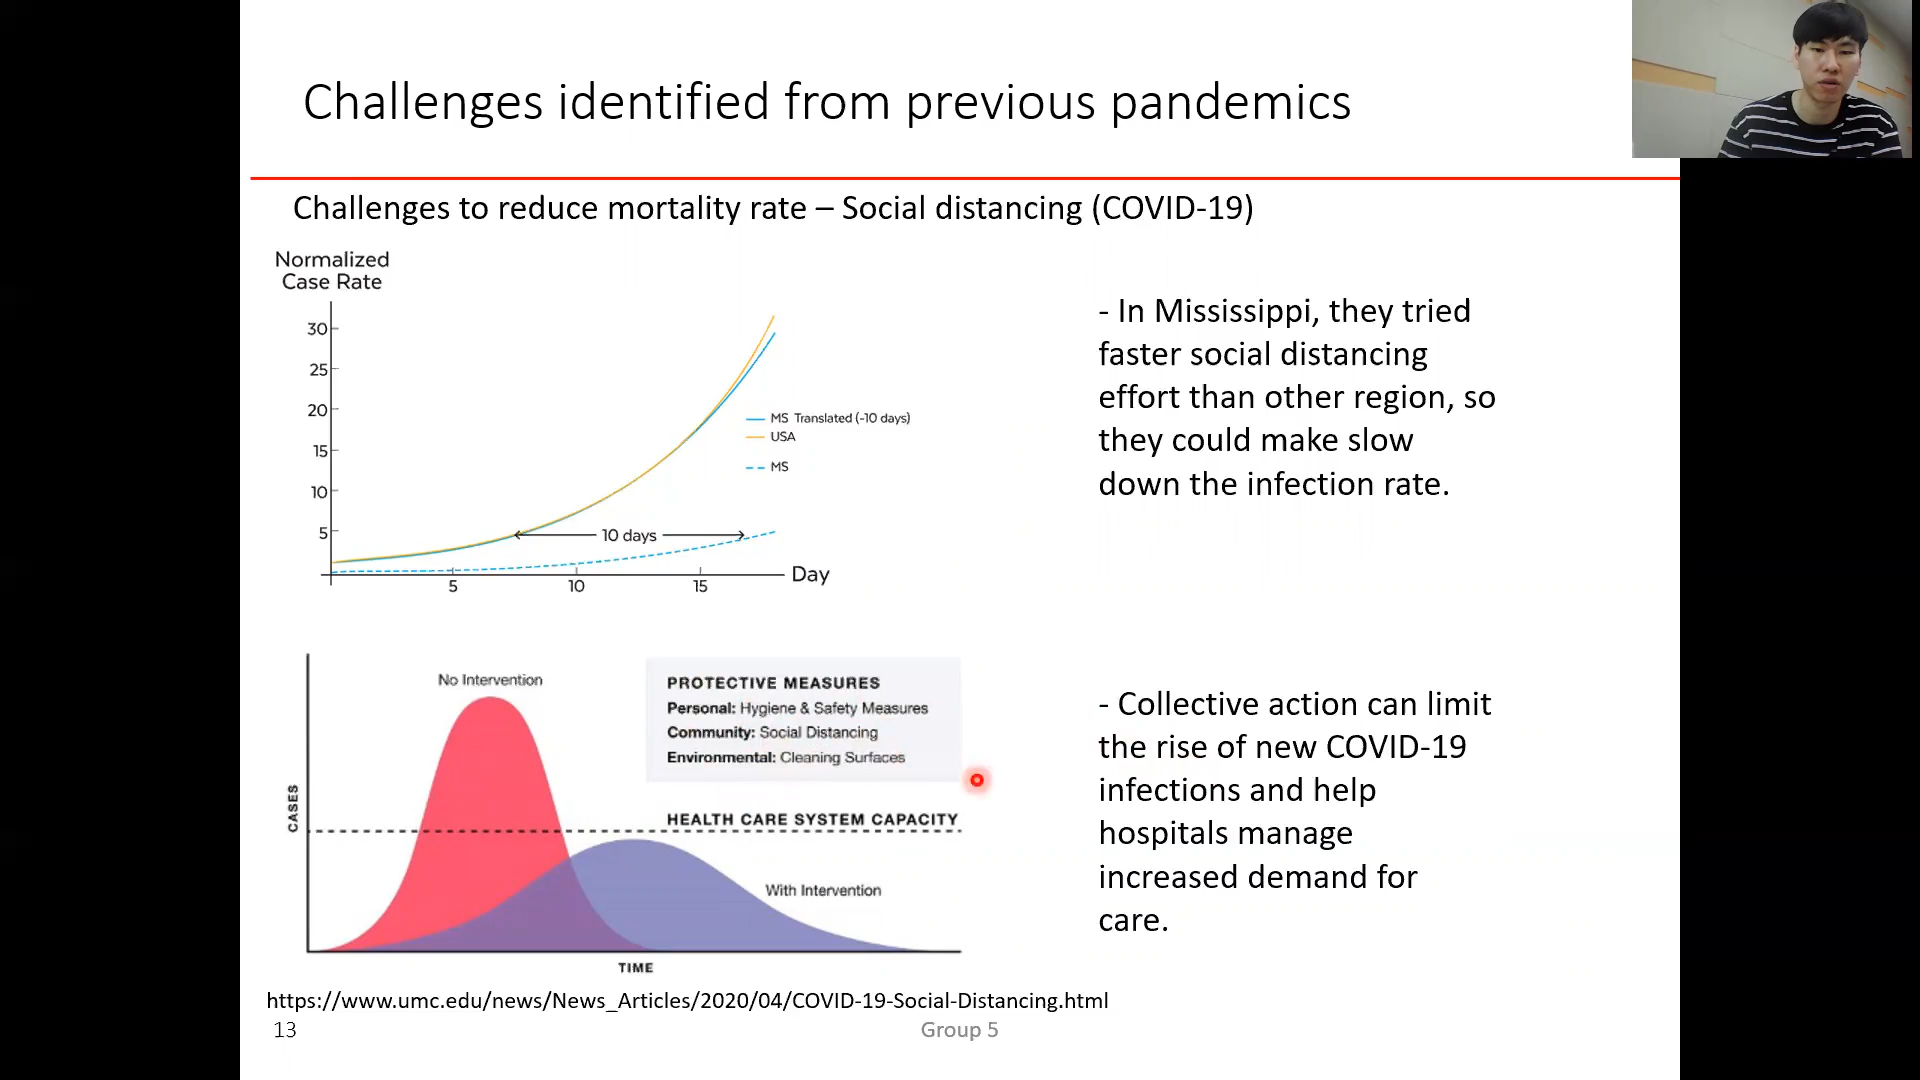 Challenges identified from previous pandemics
Challenges to reduce mortality rate – Social distancing (COVID-19)
Normalized
Case Rate
30
25
20
15
10
5
MS Translated (-10 days)
USA
MS
10 days
5
10
15
Day
- In Mississippi, they tried
faster social distancing
effort than other region, so
they could make slow
down the infection rate.
No Intervention
PROTECTIVE MEASURES
Personal: Hygiene & Safety Measures
Community: Social Distancing
Environmental: Cleaning Surfaces
HEALTH CARE SYSTEM CAPACITY
With Intervention
CASES
TIME
- Collective action can limit
the rise of new COVID-19
infections and help
hospitals manage
increased demand for
care.
https://www.umc.edu/news/News_Articles/2020/04/COVID-19-Social-Distancing.html
13
Group 5